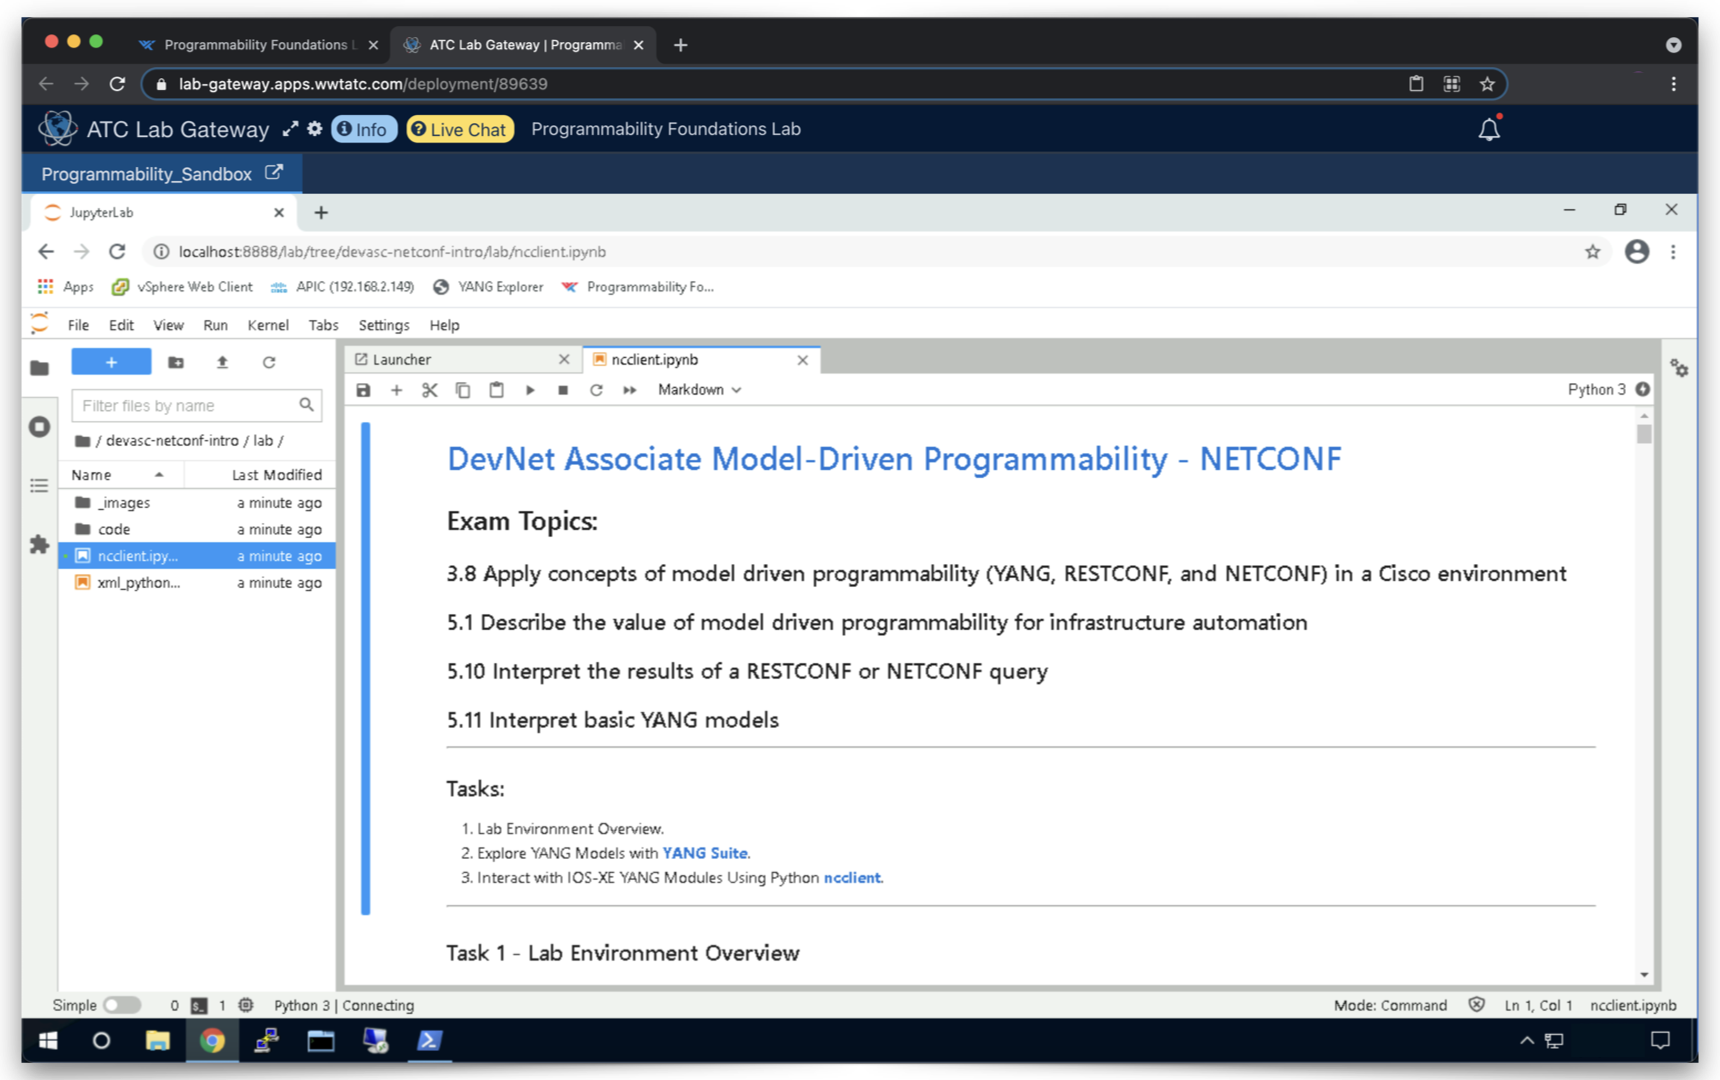 Programmability Foundations L
ATC Lab Gateway | Programma
lab-gateway.apps.wwtatc.com/deployment/89639
ATC Lab Gateway Info Live Chat Programmability Foundations Lab
Programmability_Sandbox
JupyterLab
localhost:8888/lab/tree/devasc-netconf-intro/lab/ncclient.ipynb
Apps vSphere Web Client APIC (192.168.2.149) YANG Explorer Programmability Fo...
File Edit View Run Kernel Tabs Settings Help
Launcher ncclient.ipynb
Markdown Python 3
Filter files by name
/ devasc-netconf-intro / lab /
Name Last Modified
_images a minute ago
code a minute ago
ncclient.ipy... a minute ago
xml_python... a minute ago
DevNet Associate Model-Driven Programmability - NETCONF
Exam Topics:
3.8 Apply concepts of model driven programmability (YANG, RESTCONF, and NETCONF) in a Cisco environment
5.1 Describe the value of model driven programmability for infrastructure automation
5.10 Interpret the results of a RESTCONF or NETCONF query
5.11 Interpret basic YANG models
Tasks:
1. Lab Environment Overview.
2. Explore YANG Models with YANG Suite.
3. Interact with IOS-XE YANG Modules Using Python ncclient.
Task 1 - Lab Environment Overview
Simple 0 1 Python 3 | Connecting Mode: Command Ln 1, Col 1 ncclient.ipynb